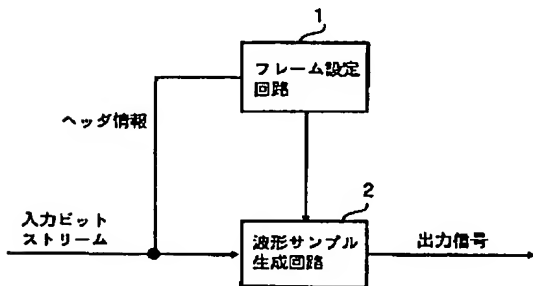 1
フレーム設定
回路
ヘッダ情報
2
入力ビット
ストリーム
波形サンプル
生成回路
出力信号